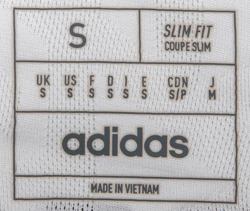 S
SLIM FIT
COUPE SLIM
UK US F D I E CDN J
S S S S S S S/P M
adidas
MADE IN VIETNAM